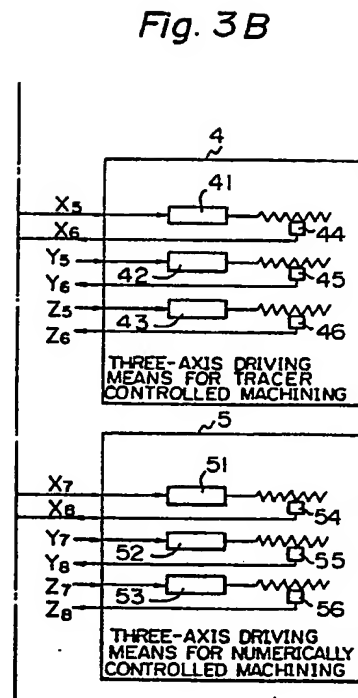 Fig. 3B
4
X5
41
X6
44
Y5
42
45
Y6
Z5
43
46
Z6
THREE-AXIS DRIVING
MEANS FOR TRACER
CONTROLLED MACHINING
5
X7
51
X8
54
Y7
52
55
Y8
Z7
53
56
Z8
THREE-AXIS DRIVING
MEANS FOR NUMERICALLY
CONTROLLED MACHINING